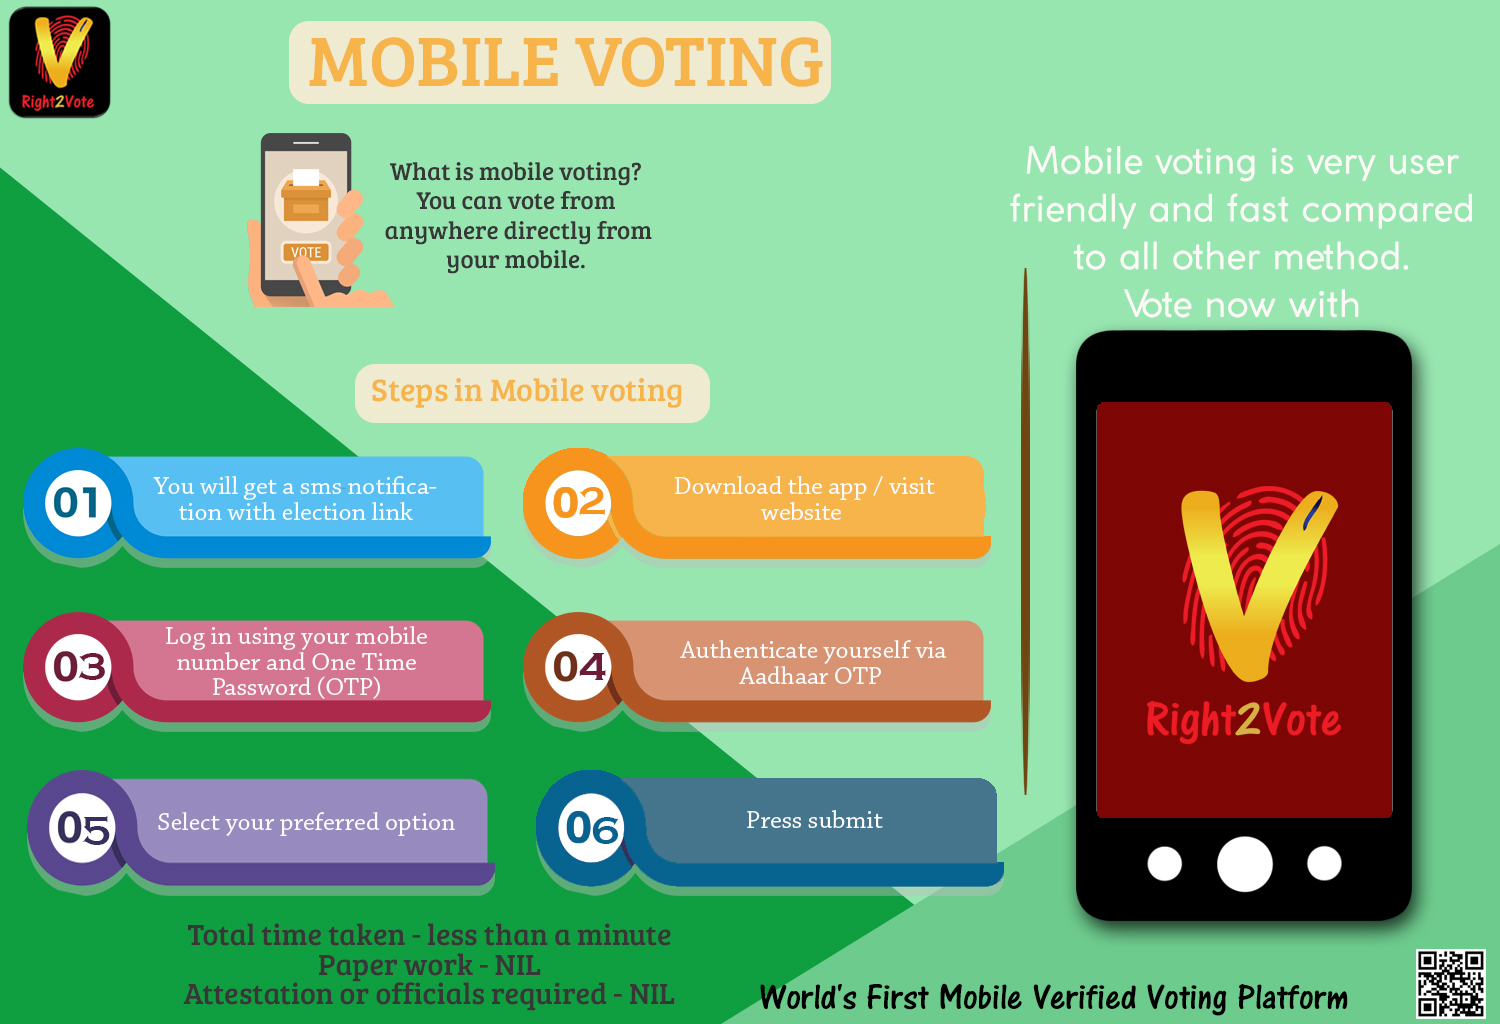 Right2Vote
MOBILE VOTING
What is mobile voting?
You can vote from
anywhere directly from
your mobile.
VOTE
Mobile voting is very user
friendly and fast compared
to all other method.
Vote now with
Steps in Mobile voting
01
You will get a sms notifica-
tion with election link
02
Download the app / visit
website
03
Log in using your mobile
number and One Time
Password (OTP)
04
Authenticate yourself via
Aadhaar OTP
05
Select your preferred option
06
Press submit
Right2Vote
Total time taken - less than a minute
Paper work - NIL
Attestation or officials required - NIL
World's First Mobile Verified Voting Platform